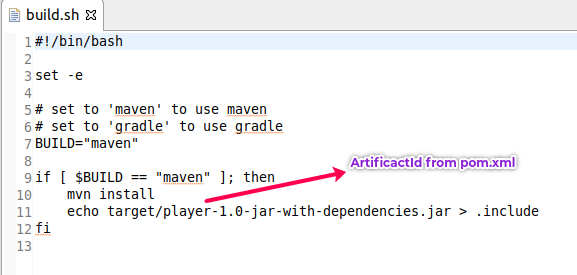 build.sh
1 #!/bin/bash
2
3 set -e
4
5 # set to 'maven' to use maven
6 # set to 'gradle' to use gradle
7 BUILD="maven"
8
ArtificactId from pom.xml
9 if [ $BUILD == "maven" ]; then
10     mvn install
11     echo target/player-1.0-jar-with-dependencies.jar > .include
12 fi
13